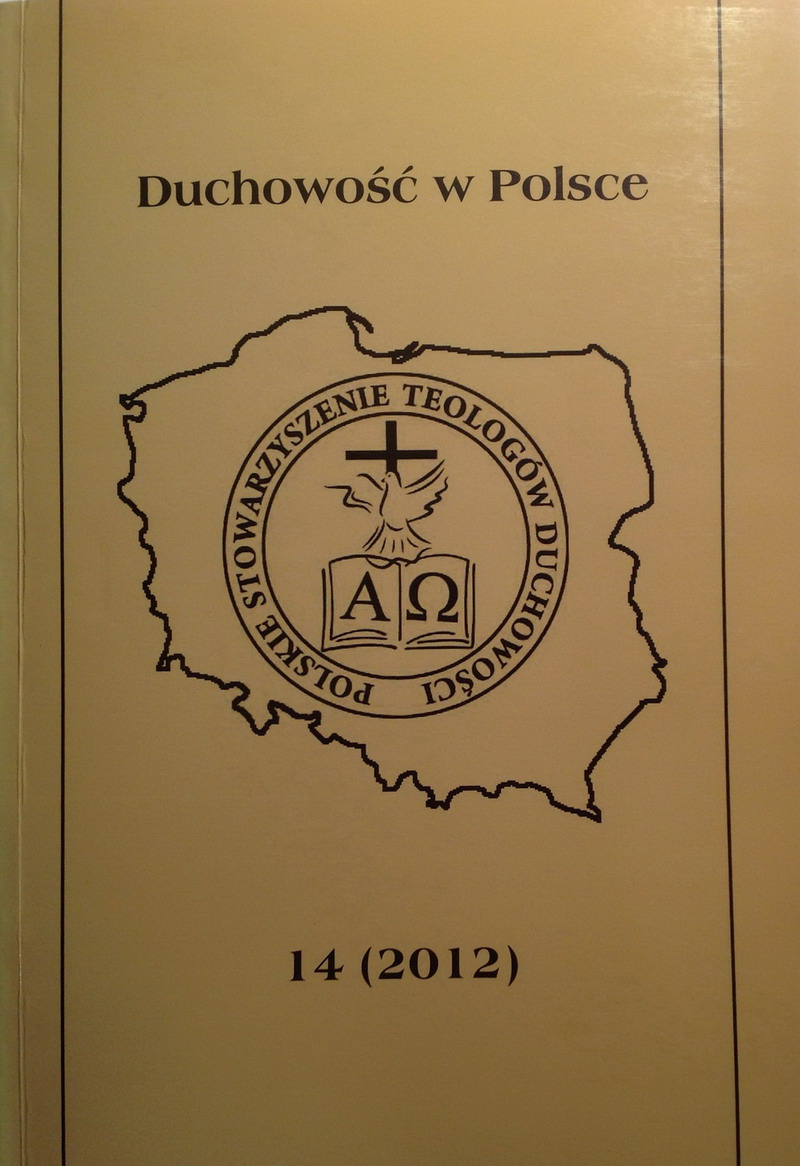 Duchowość w Polsce
POLSKIE STOWARZYSZENIE TEOLOGÓW DUCHOWOŚCI
Α Ω
14 (2012)